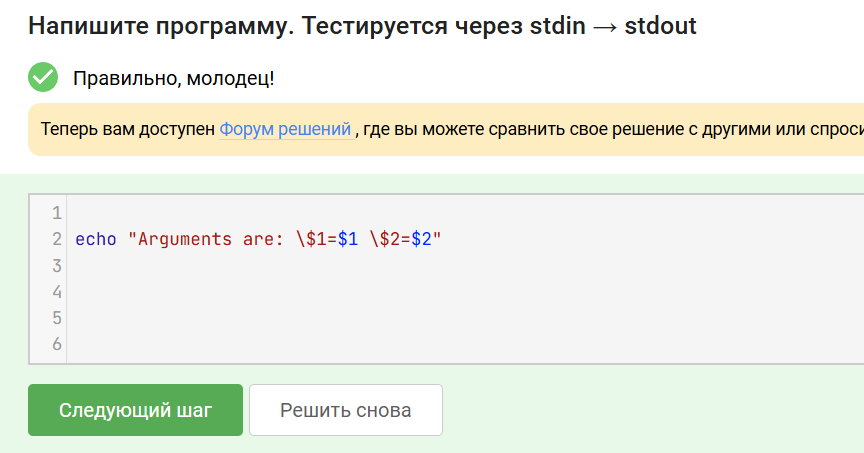 Напишите программу. Тестируется через stdin → stdout
Правильно, молодец!
Теперь вам доступен Форум решений , где вы можете сравнить свое решение с другими или
1
2 echo "Arguments are: \$1=$1 \$2=$2"
3
4
5
6
Следующий шаг
Решить снова